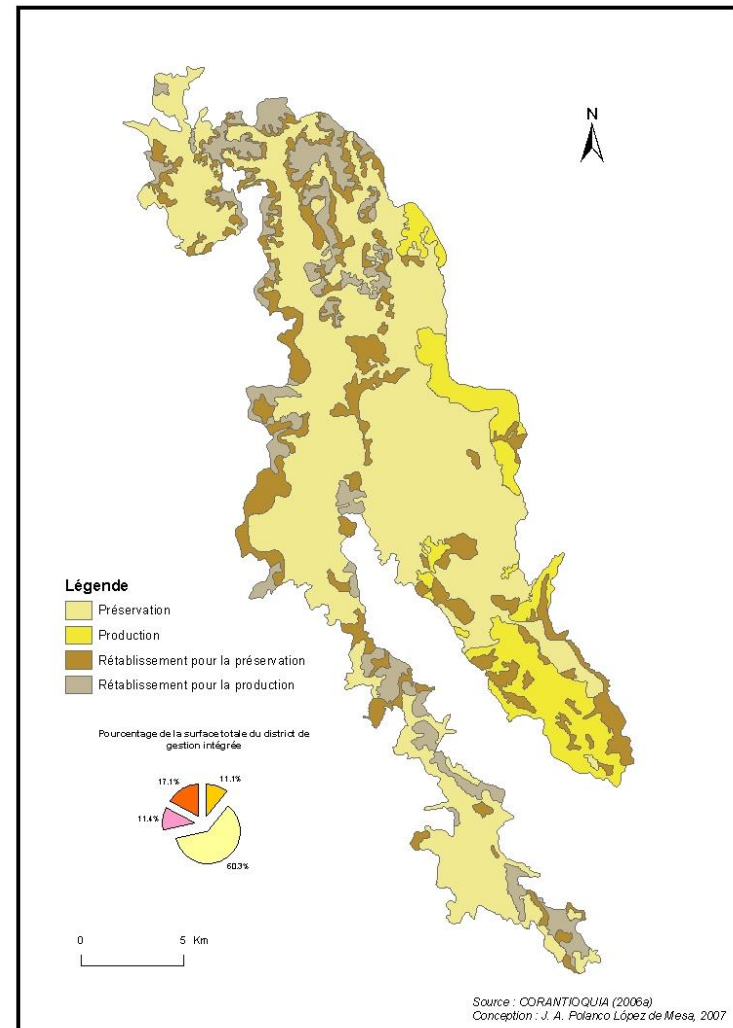 N
Légende
Préservation
Production
Rétablissement pour la préservation
Rétablissement pour la production
Pourcentage de la surface totale du district de
gestion intégrée
17.1%
11.1%
11.4%
60.3%
0 5 Km
Source : CORANTIOQUIA (2006a)
Conception : J. A. Polanco López de Mesa, 2007